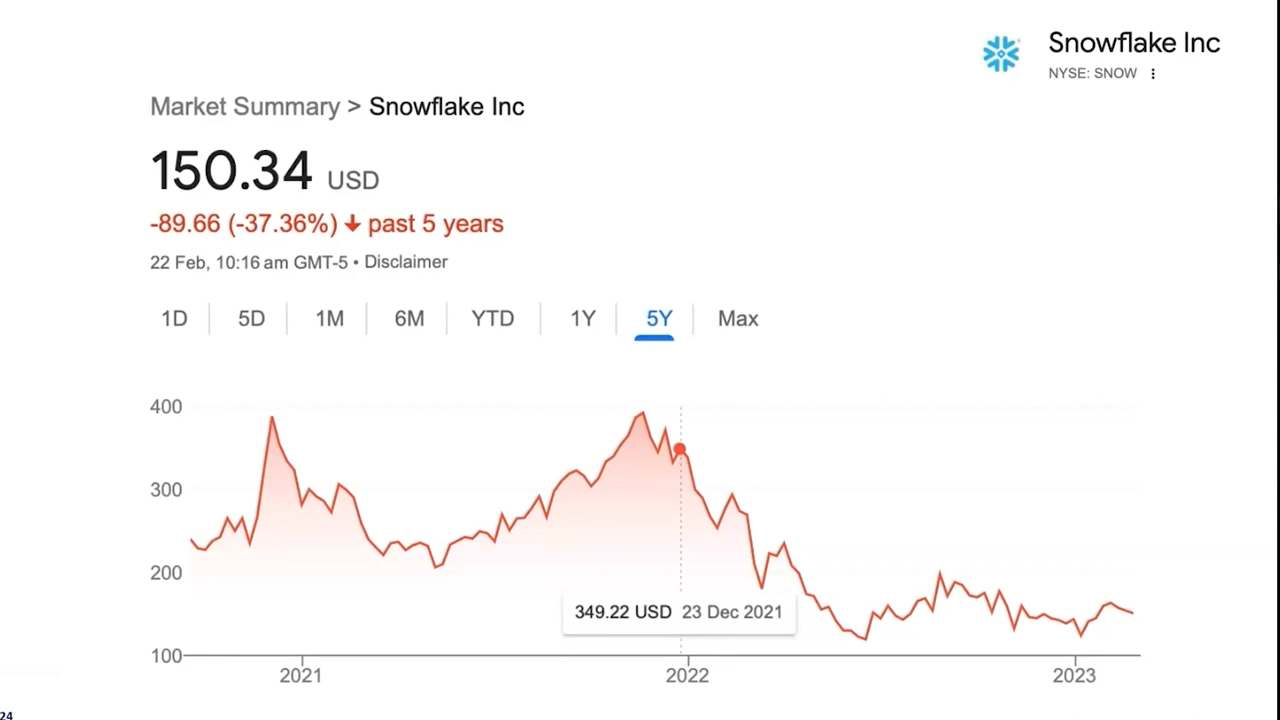 Snowflake Inc
NYSE: SNOW
Market Summary > Snowflake Inc
150.34 USD
-89.66 (-37.36%) ↓ past 5 years
22 Feb, 10:16 am GMT-5 • Disclaimer
1D 5D 1M 6M YTD 1Y 5Y Max
400
300
200
349.22 USD 23 Dec 2021
100
2021 2022 2023
24